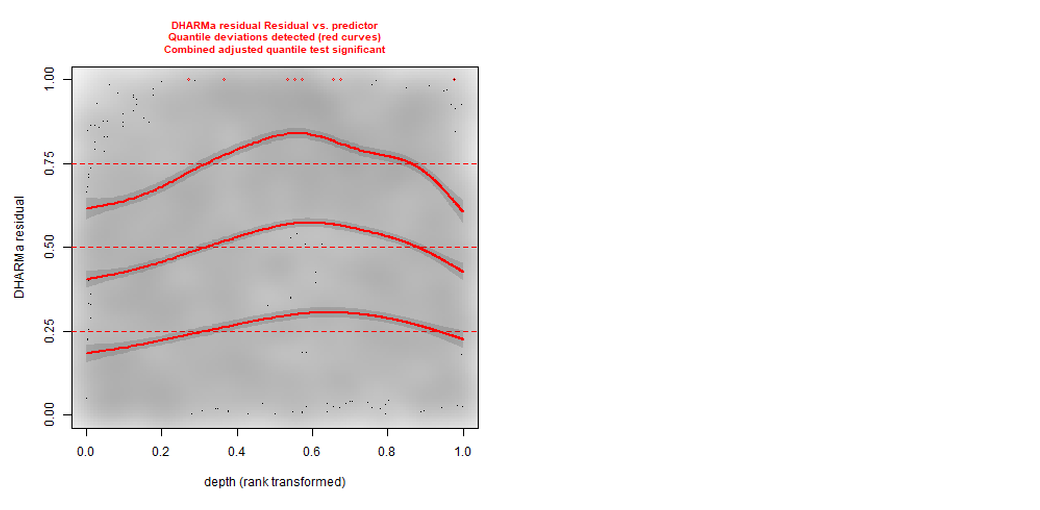 DHARMa residual Residual vs. predictor
Quantile deviations detected (red curves)
Combined adjusted quantile test significant
1.00
0.75
0.50
0.25
0.00
DHARMa residual
0.0 0.2 0.4 0.6 0.8 1.0
depth (rank transformed)